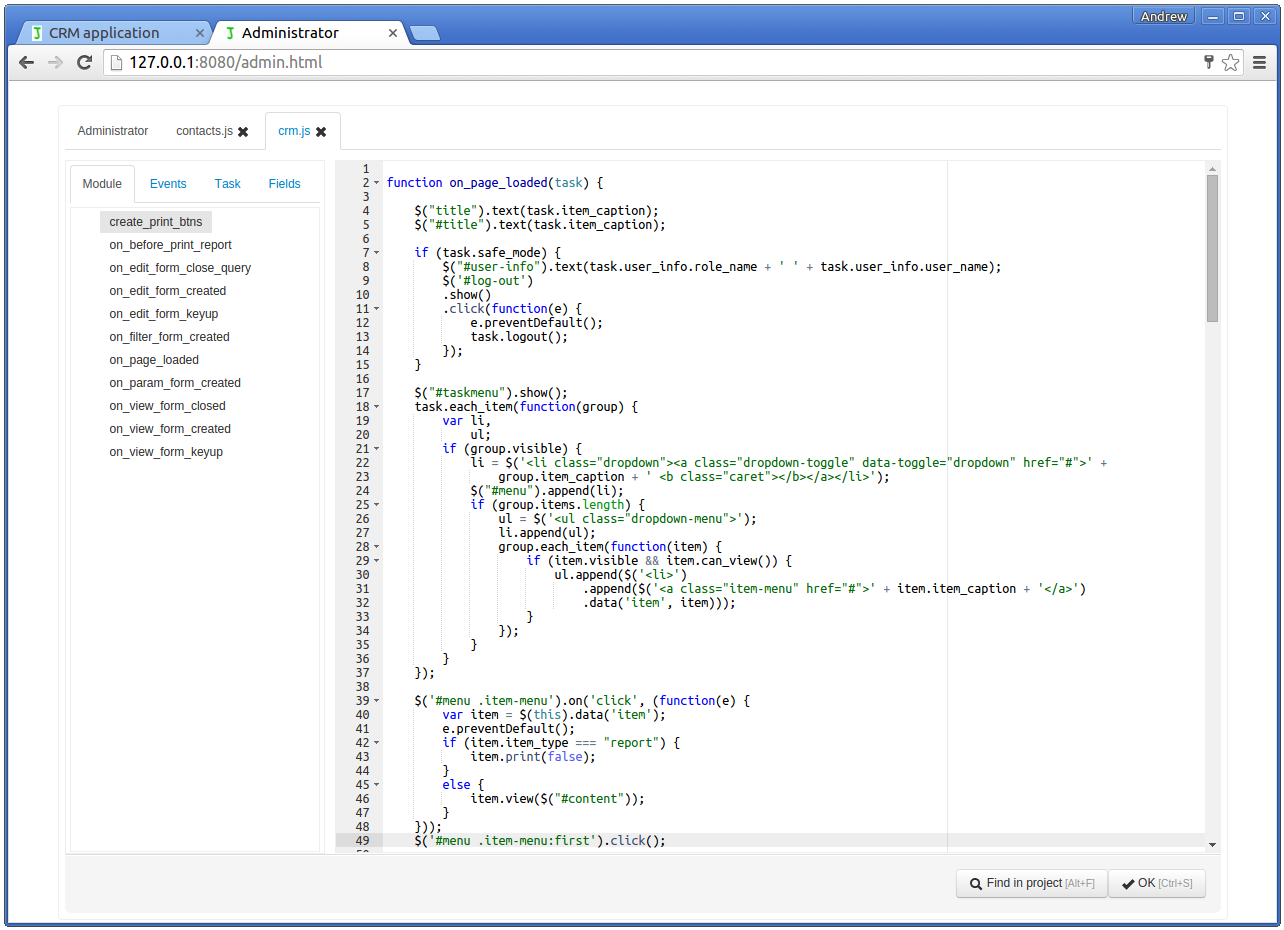 Andrew
CRM application
Administrator
127.0.0.1:8080/admin.html
Administrator contacts.js crm.js
Module Events Task Fields
create_print_btns
on_before_print_report
on_edit_form_close_query
on_edit_form_created
on_edit_form_keyup
on_filter_form_created
on_page_loaded
on_param_form_created
on_view_form_closed
on_view_form_created
on_view_form_keyup
1
2 function on_page_loaded(task) {
3
4     $("title").text(task.item_caption);
5     $("#title").text(task.item_caption);
6
7     if (task.safe_mode) {
8         $("#user-info").text(task.user_info.role_name + ' ' + task.user_info.user_name);
9         $('#log-out')
10         .show()
11         .click(function(e) {
12             e.preventDefault();
13             task.logout();
14         });
15     }
16
17     $("#taskmenu").show();
18     task.each_item(function(group) {
19         var li,
20             ul;
21         if (group.visible) {
22             li = $('<li class="dropdown"><a class="dropdown-toggle" data-toggle="dropdown" href="#">' +
23                 group.item_caption + ' <b class="caret"></b></a></li>');
24             $("#menu").append(li);
25             if (group.items.length) {
26                 ul = $('<ul class="dropdown-menu">');
27                 li.append(ul);
28                 group.each_item(function(item) {
29                     if (item.visible && item.can_view()) {
30                         ul.append($('<li>')
31                             .append($('<a class="item-menu" href="#">' + item.item_caption + '</a>')
32                             .data('item', item)));
33                     }
34                 });
35             }
36         }
37     });
38
39     $('#menu .item-menu').on('click', (function(e) {
40         var item = $(this).data('item');
41         e.preventDefault();
42         if (item.item_type === "report") {
43             item.print(false);
44         }
45         else {
46             item.view($("#content"));
47         }
48     }));
49     $('#menu .item-menu:first').click();
Find in project [Alt+F] OK [Ctrl+S]